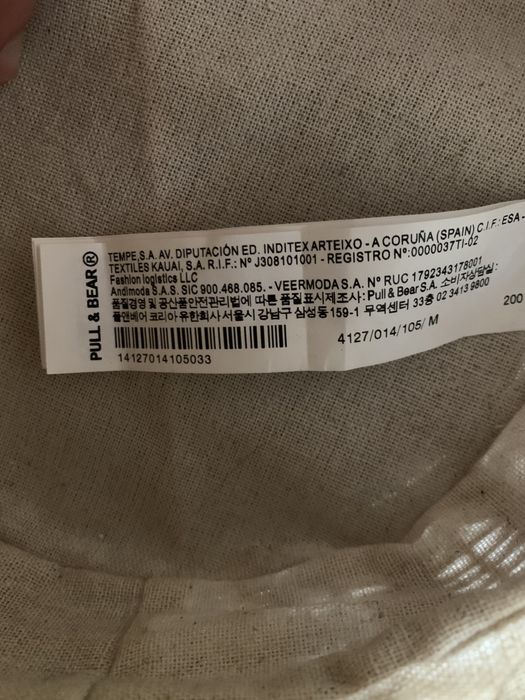 PULL & BEAR®
TEMPE,S.A. AV. DIPUTACIÓN ED. INDITEX ARTEIXO - A CORUÑA (SPAIN) C.I.F.: ESA -
TEXTILES KAUAI, S.A. R.I.F.: Nº J308101001 - REGISTRO Nº:0000037TI-02
Fashion logistics LLC
Andimoda S.A.S. SIC 900.468.085. - VEERMODA S.A. Nº RUC 1792343178001
품질경영 및 공산품안전관리법에 따른 품질표시제조사 : Pull & Bear S.A. 소비자상담실 :
풀앤베어 코리아 유한회사 서울시 강남구 삼성동 159-1 무역센터 33층 02 3413 9800
14127014105033
4127/014/105/ M
200